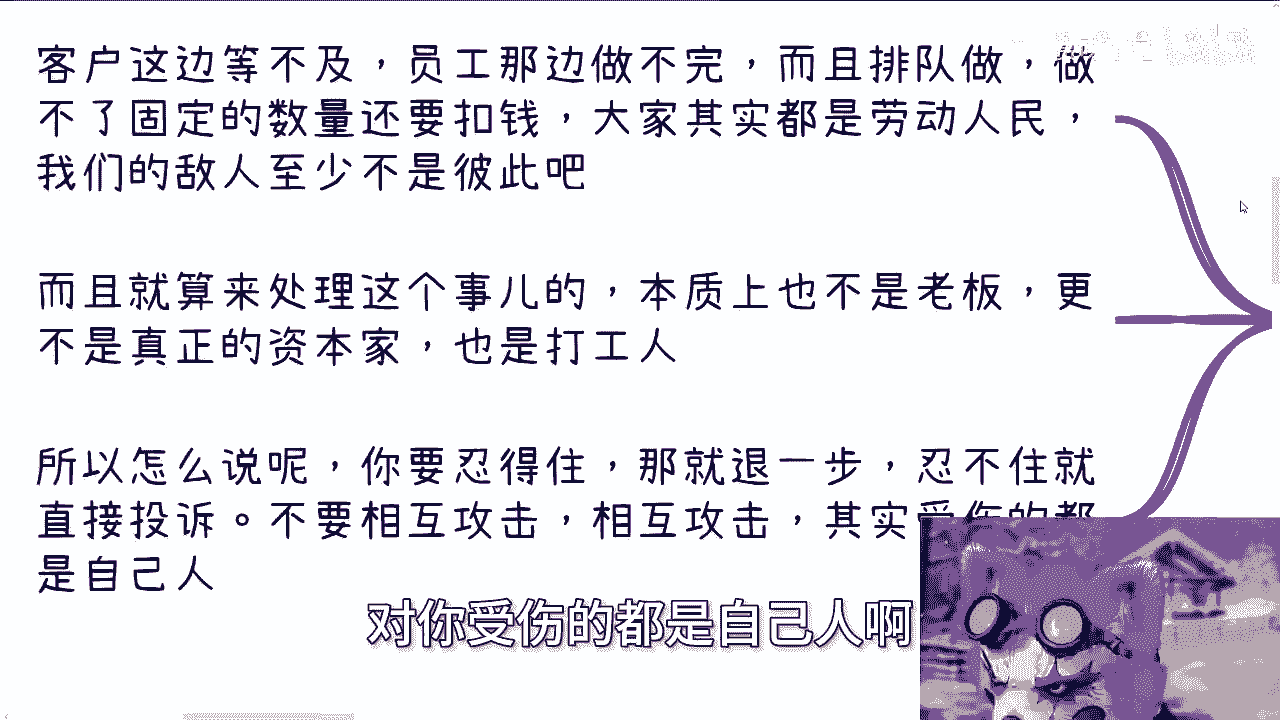 客户这边等不及，员工那边做不完，而且排队做，做
不了固定的数量还要扣钱，大家其实都是劳动人民，
我们的敌人至少不是彼此吧
而且就算来处理这个事儿的，本质上也不是老板，更
不是真正的资本家，也是打工人
所以怎么说呢，你要忍得住，那就退一步，忍不住就
直接投诉。不要相互攻击，相互攻击，其实受伤的都
是自己人
对你受伤的都是自己人啊